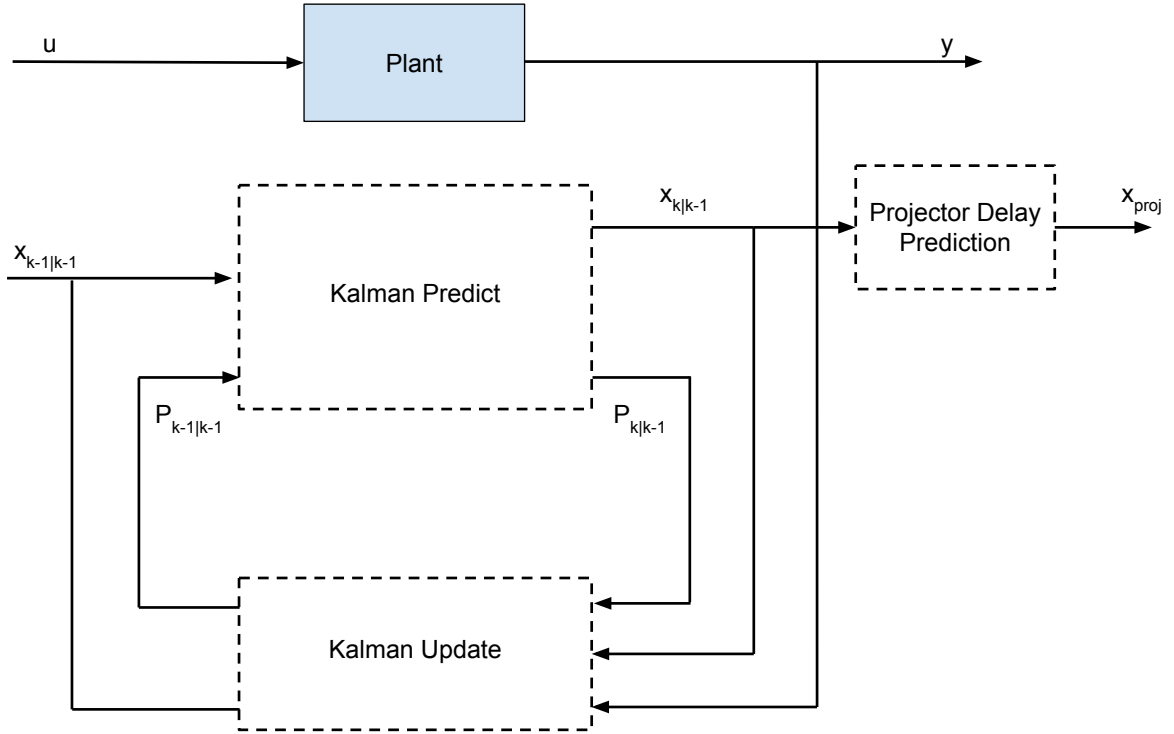 u
Plant
y
x_{k|k-1}
Projector Delay
Prediction
x_{proj}
x_{k-1|k-1}
Kalman Predict
P_{k-1|k-1}
P_{k|k-1}
Kalman Update